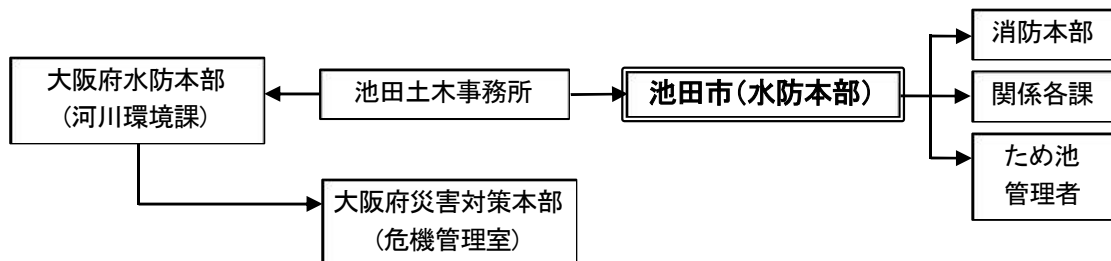 消防本部
大阪府水防本部
(河川環境課)
池田土木事務所
池田市(水防本部)
関係各課
ため池
管理者
大阪府災害対策本部
(危機管理室)